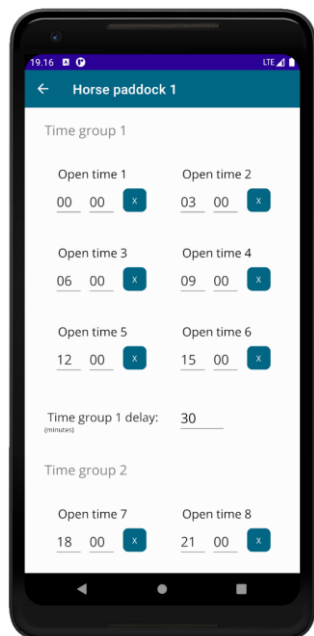 19.16 LTE
Horse paddock 1
Time group 1
Open time 1 Open time 2
00 00 X 03 00 X
Open time 3 Open time 4
06 00 X 09 00 X
Open time 5 Open time 6
12 00 X 15 00 X
Time group 1 delay: 30
(minutes)
Time group 2
Open time 7 Open time 8
18 00 X 21 00 X